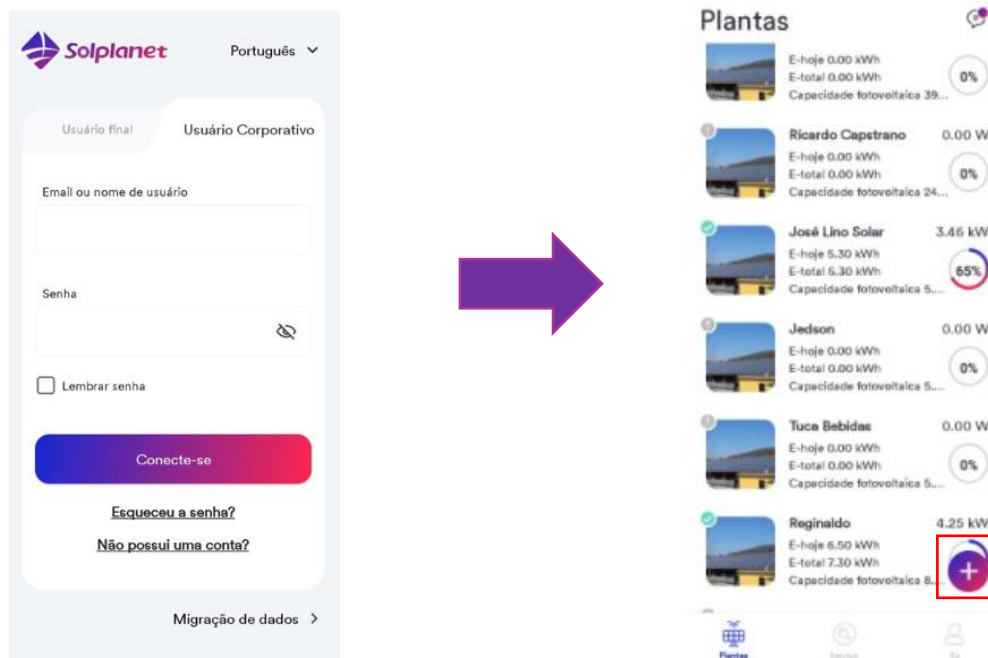 Solplanet
Português
Usuário final
Usuário Corporativo
Email ou nome de usuário
Senha
Lembrar senha
Conecte-se
Esqueceu a senha?
Não possui uma conta?
Migração de dados >
Plantas
E-hoje 0.00 kWh
E-total 0.00 kWh
Capacidade fotovoltaica 39...
0%
Ricardo Capstrano 0.00 W
E-hoje 0.00 kWh
E-total 0.00 kWh
Capacidade fotovoltaica 24...
0%
José Lino Solar 3.46 kW
E-hoje 5.30 kWh
E-total 5.30 kWh
Capacidade fotovoltaica 5....
65%
Jedson 0.00 W
E-hoje 0.00 kWh
E-total 0.00 kWh
Capacidade fotovoltaica 5....
0%
Tuca Bebidas 0.00 W
E-hoje 0.00 kWh
E-total 0.00 kWh
Capacidade fotovoltaica 5....
0%
Reginaldo 4.25 kW
E-hoje 6.50 kWh
E-total 7.30 kWh
Capacidade fotovoltaica 8....
+
Plantas